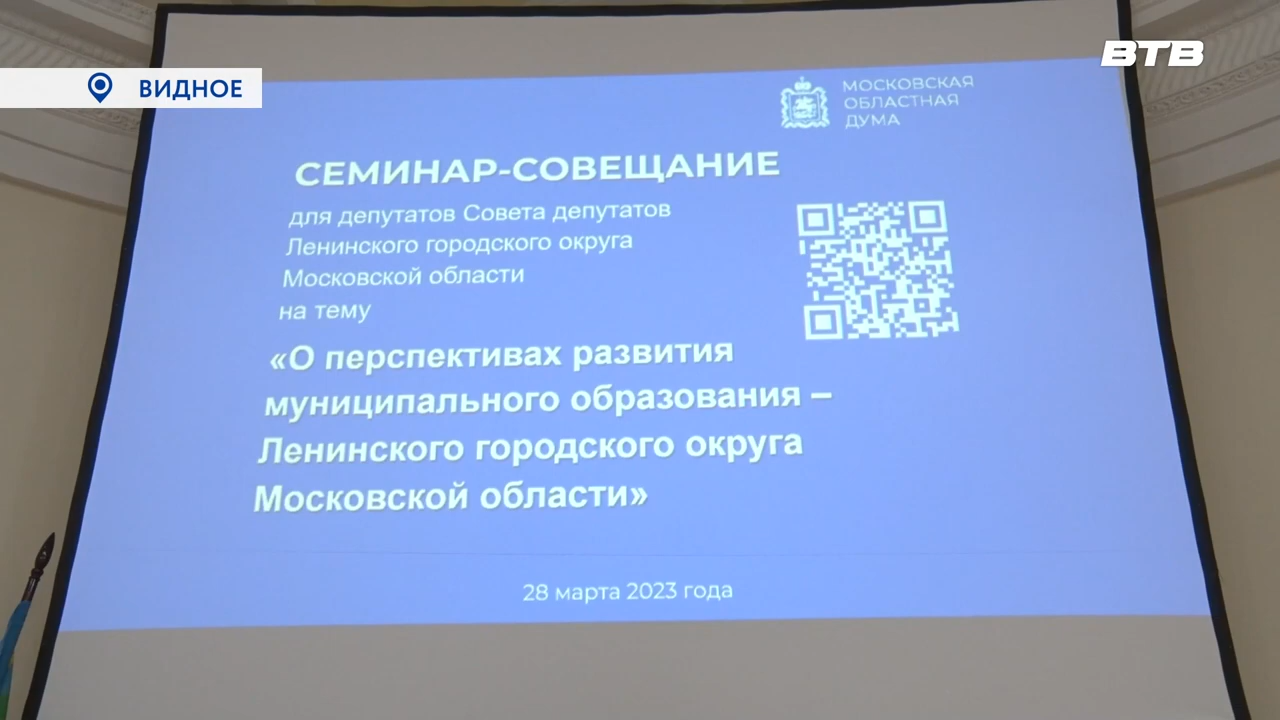 ВИДНОЕ
ВТВ
МОСКОВСКАЯ
ОБЛАСТНАЯ
ДУМА
СЕМИНАР-СОВЕЩАНИЕ
для депутатов Совета депутатов
Ленинского городского округа
Московской области
на тему
«О перспективах развития
муниципального образования –
Ленинского городского округа
Московской области»
28 марта 2023 года